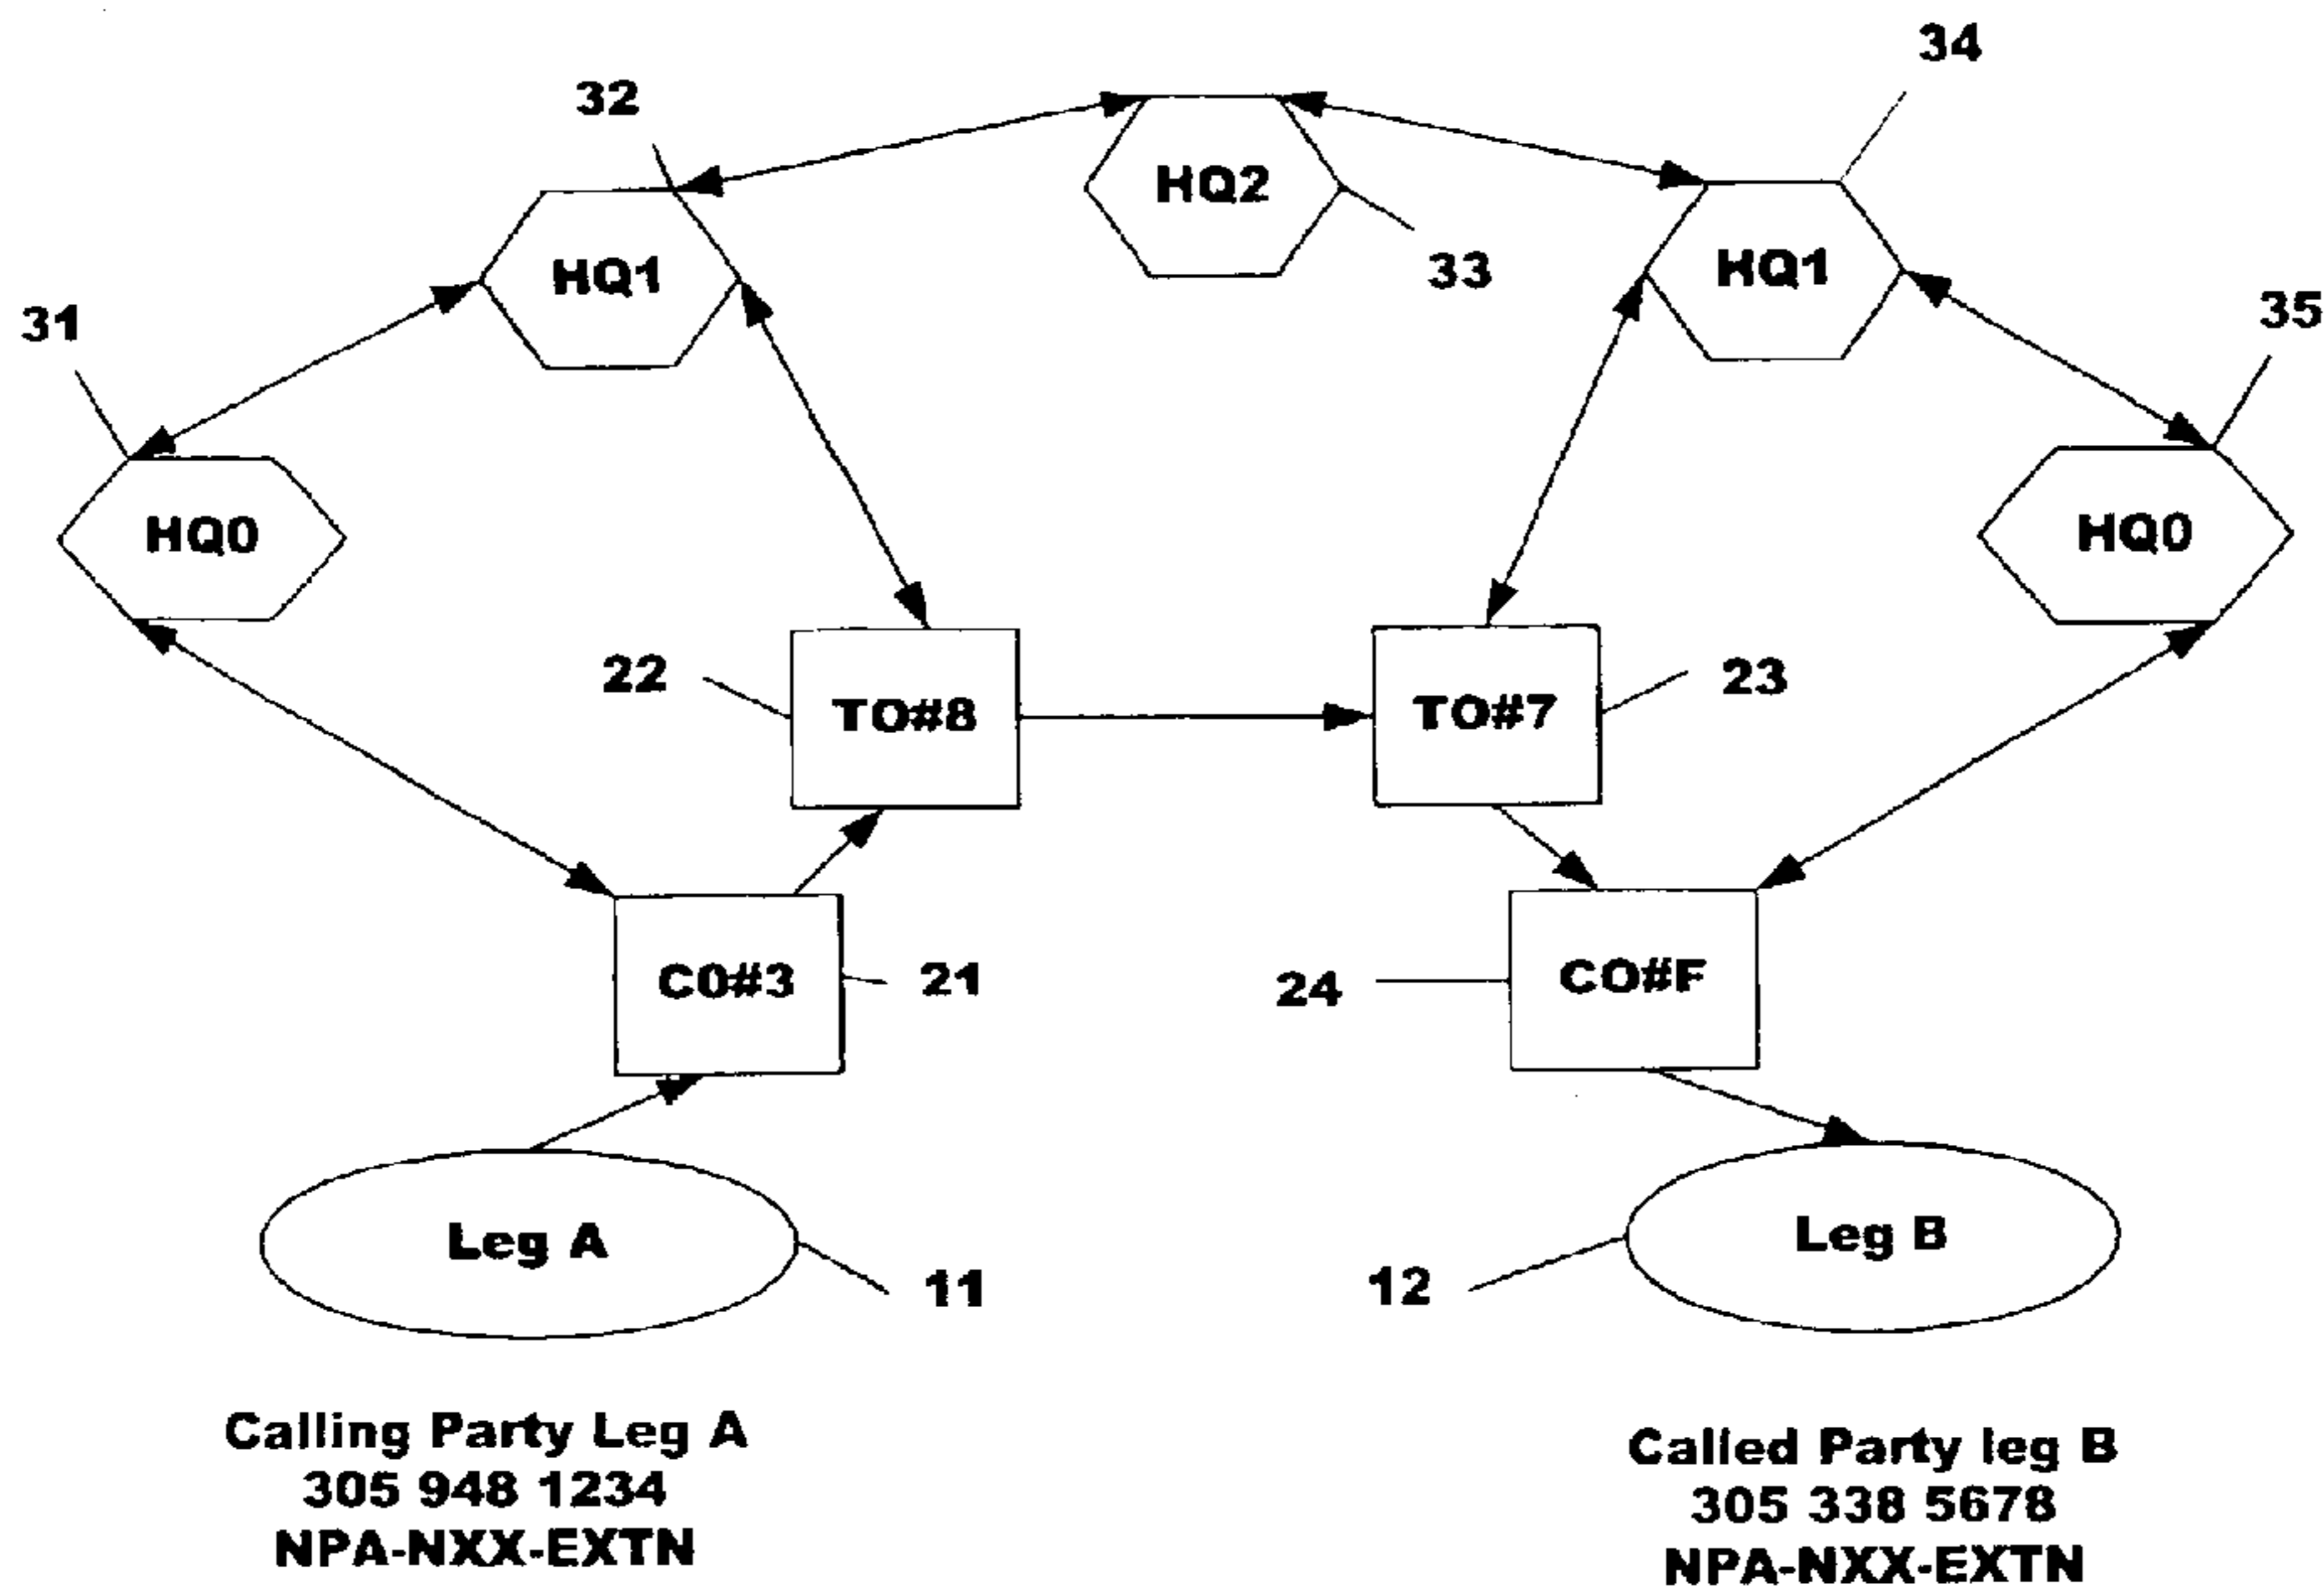 34
32
HQ2
33
HQ1
HQ1
31
35
HQ0
HQ0
22
TO#8
TO#7
23
C0#3
21
24
CO#F
Leg A
11
12
Leg B
Calling Party Leg A
305 948 1234
NPA-NXX-EXTN
Called Party leg B
305 338 5678
NPA-NXX-EXTN